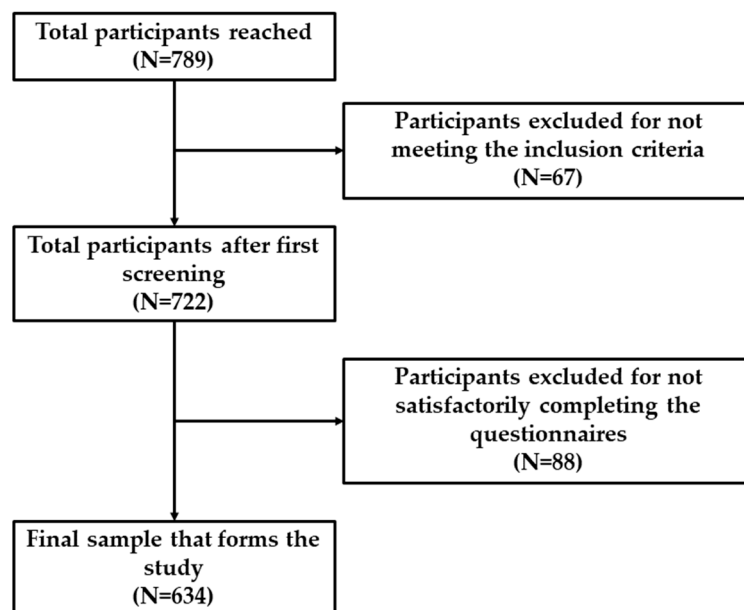 Total participants reached
(N=789)
Participants excluded for not
meeting the inclusion criteria
(N=67)
Total participants after first
screening
(N=722)
Participants excluded for not
satisfactorily completing the
questionnaires
(N=88)
Final sample that forms the
study
(N=634)